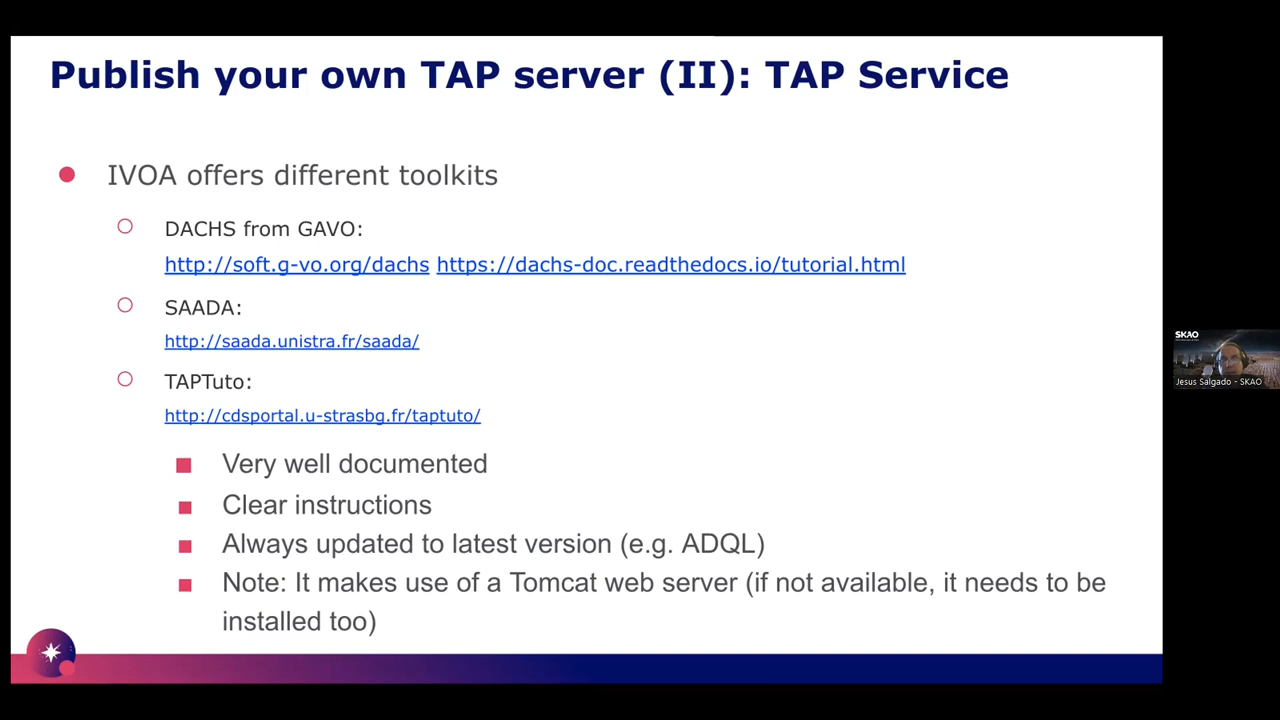 Publish your own TAP server (II): TAP Service
IVOA offers different toolkits
DACHS from GAVO:
http://soft.g-vo.org/dachs https://dachs-doc.readthedocs.io/tutorial.html
SAADA:
http://saada.unistra.fr/saada/
TAPTuto:
http://cdsportal.u-strasbg.fr/taptuto/
Very well documented
Clear instructions
Always updated to latest version (e.g. ADQL)
Note: It makes use of a Tomcat web server (if not available, it needs to be
installed too)
SKAO
Jesus Salgado - SKAO